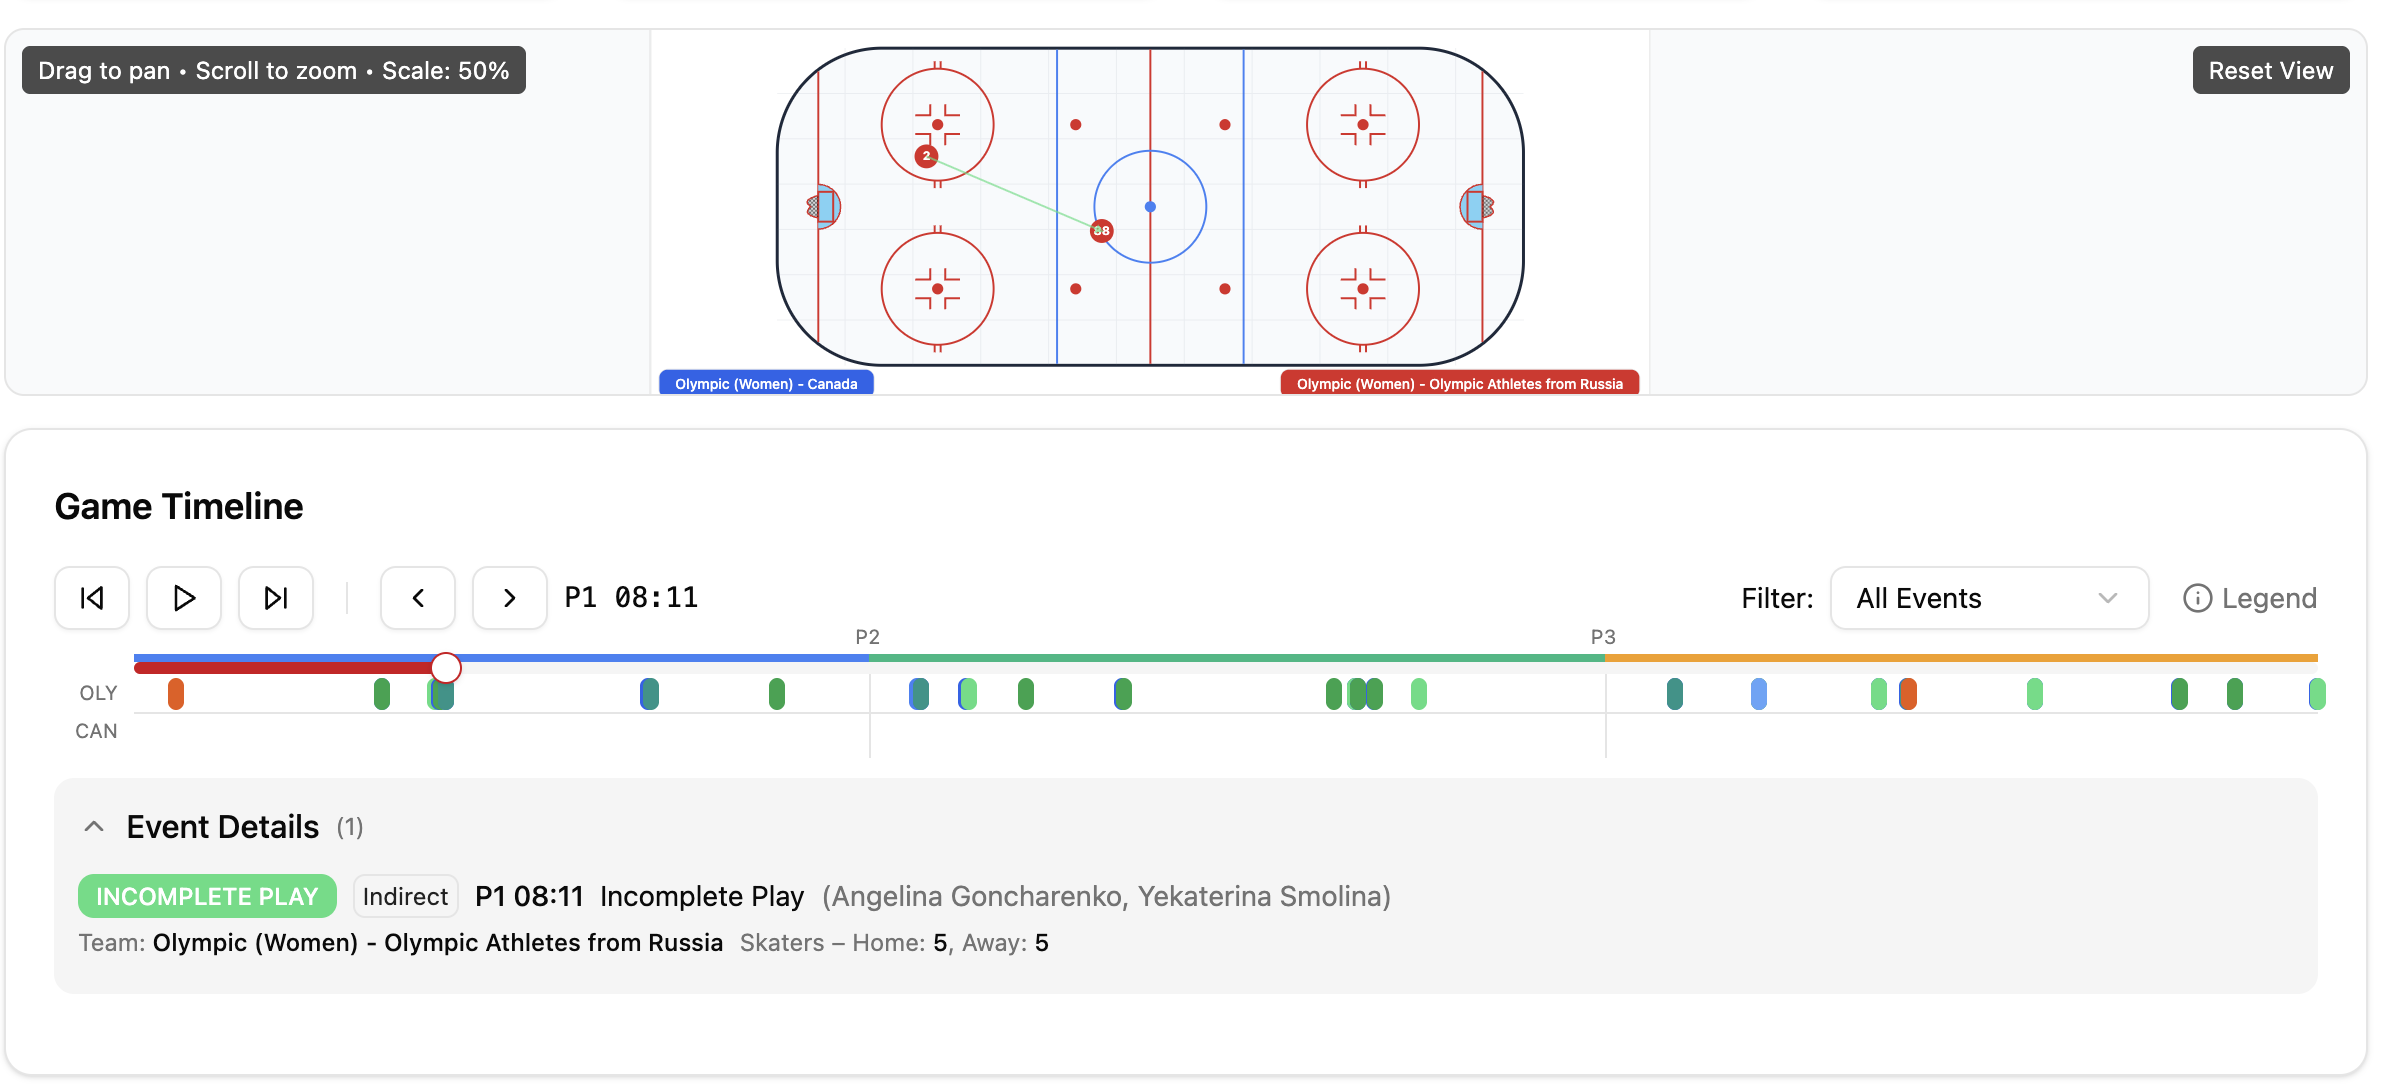 Drag to pan • Scroll to zoom • Scale: 50%
Reset View
2
88
Olympic (Women) - Canada
Olympic (Women) - Olympic Athletes from Russia
Game Timeline
P1 08:11
Filter:
All Events
Legend
P2
P3
OLY
CAN
Event Details (1)
INCOMPLETE PLAY Indirect P1 08:11 Incomplete Play (Angelina Goncharenko, Yekaterina Smolina)
Team: Olympic (Women) - Olympic Athletes from Russia Skaters – Home: 5, Away: 5